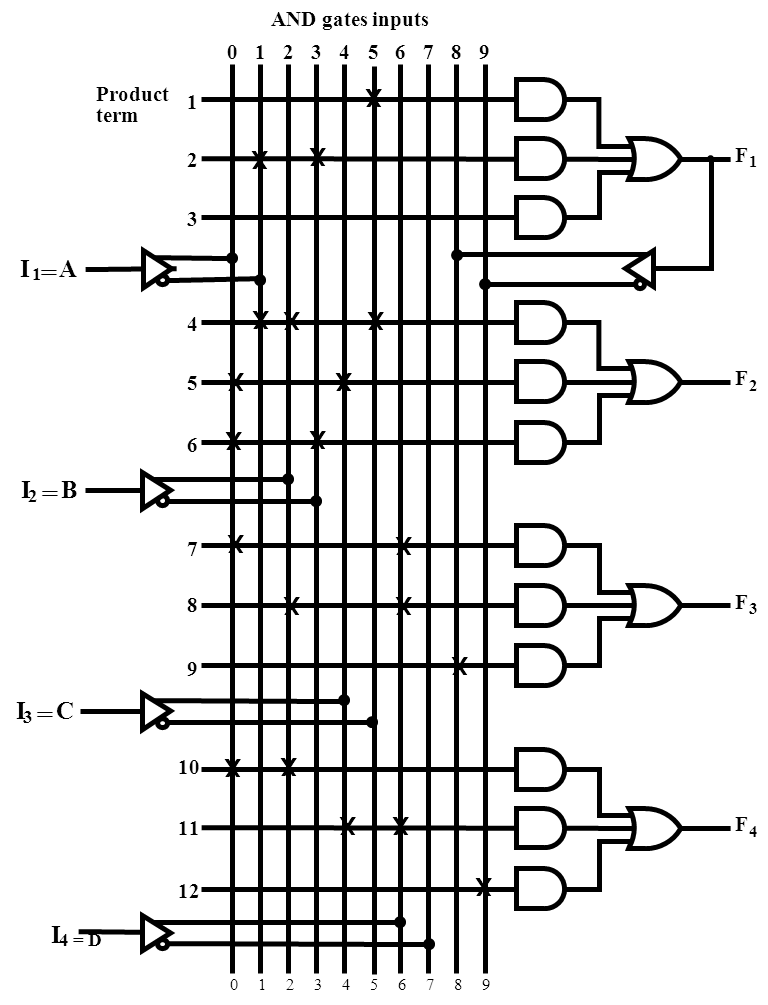 AND gates inputs
0 1 2 3 4 5 6 7 8 9
Product
term
1
2
F1
3
I1=A
4
5
F2
6
I2=B
7
8
F3
9
I3=C
10
11
F4
12
I4=D
0 1 2 3 4 5 6 7 8 9